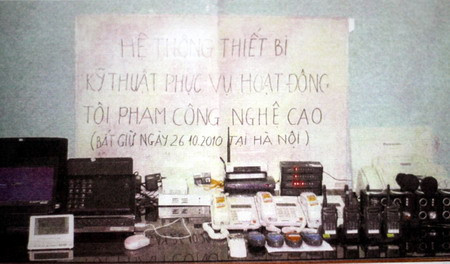 HỆ THỐNG THIẾT BỊ
KỸ THUẬT PHỤC VỤ HOẠT ĐỘNG
TỘI PHẠM CÔNG NGHỆ CAO
(BẮT GIỮ NGÀY 26.10.2010 TẠI HÀ NỘI)